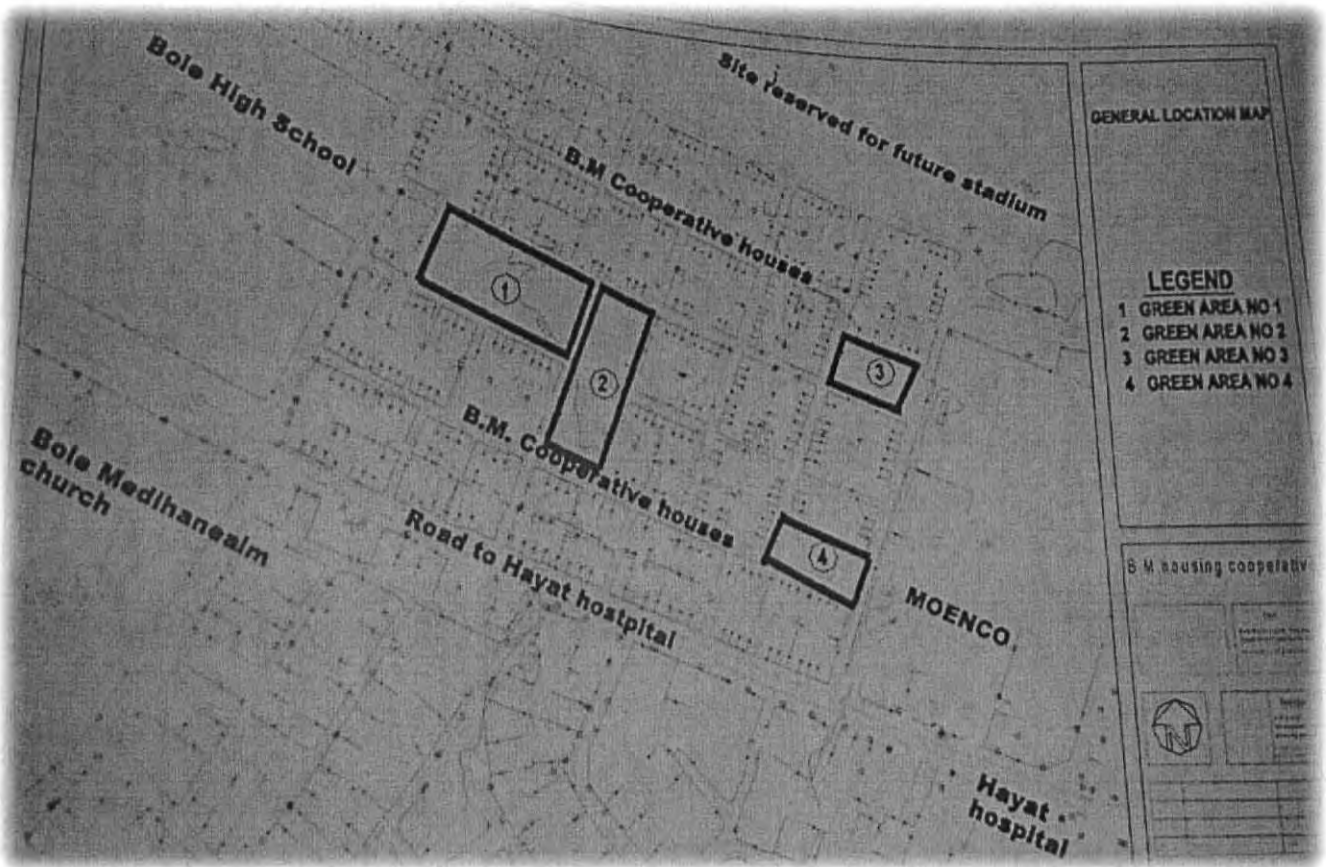 Bole High School
Site reserved for future stadium
B.M Cooperative houses
GENERAL LOCATION MAP
LEGEND
1 GREEN AREA NO 1
2 GREEN AREA NO 2
3 GREEN AREA NO 3
4 GREEN AREA NO 4
1
2
3
4
B.M. Cooperative houses
Bole Medihanealm
church
Road to Hayat hostpital
MOENCO
B M housing cooperativ
N
Hayat
hospital